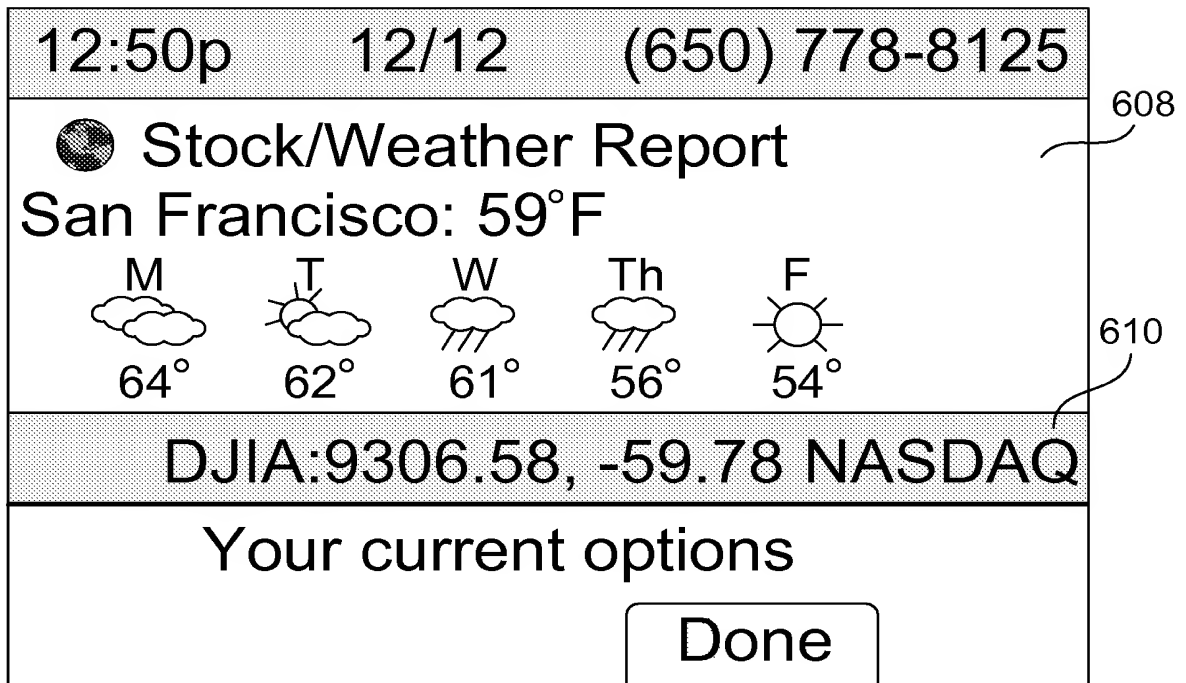 12:50p 12/12 (650) 778-8125
608
Stock/Weather Report
San Francisco: 59°F
M T W Th F
610
64° 62° 61° 56° 54°
DJIA:9306.58, -59.78 NASDAQ
Your current options
Done